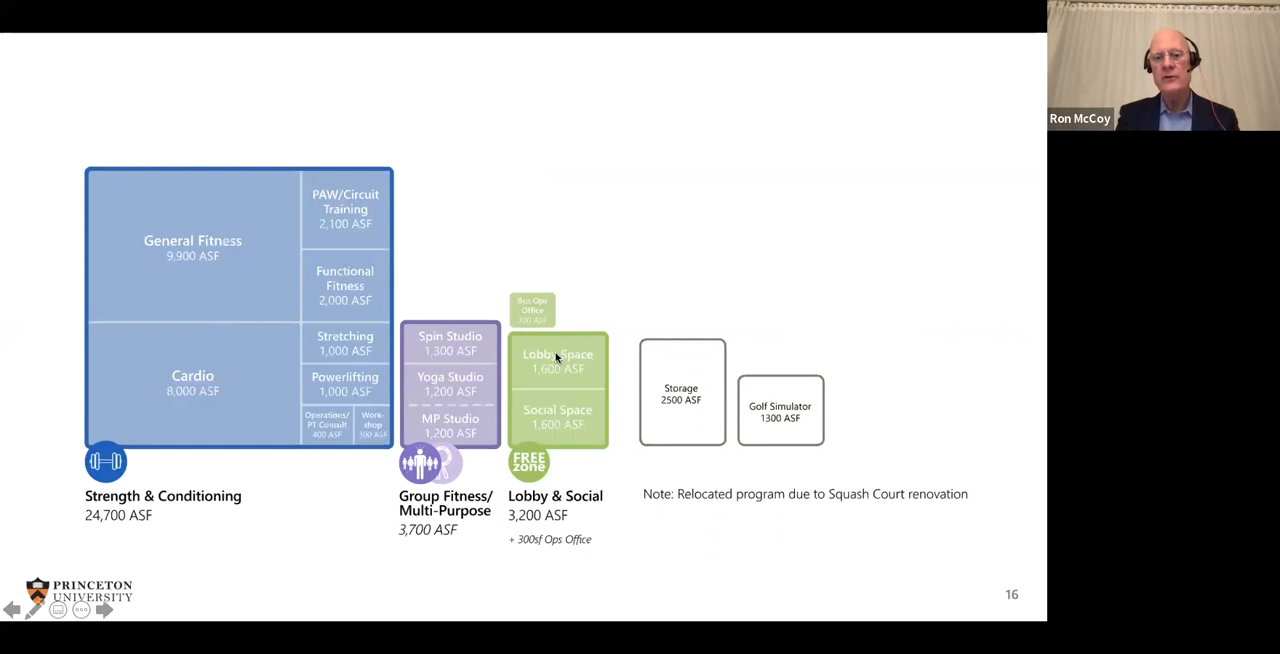 Ron McCoy
General Fitness
9,900 ASF
PAW/Circuit
Training
2,100 ASF
Functional
Fitness
2,000 ASF
Cardio
8,000 ASF
Stretching
1,000 ASF
Powerlifting
1,000 ASF
Operations/
PT Consult
400 ASF
Work-
shop
300 ASF
Strength & Conditioning
24,700 ASF
Spin Studio
1,300 ASF
Yoga Studio
1,200 ASF
MP Studio
1,200 ASF
Group Fitness/
Multi-Purpose
3,700 ASF
Bus Ops
Office
300 ASF
Lobby Space
1,600 ASF
Social Space
1,600 ASF
FREE
zone
Lobby & Social
3,200 ASF
+ 300sf Ops Office
Storage
2500 ASF
Golf Simulator
1300 ASF
Note: Relocated program due to Squash Court renovation
PRINCETON
UNIVERSITY
16